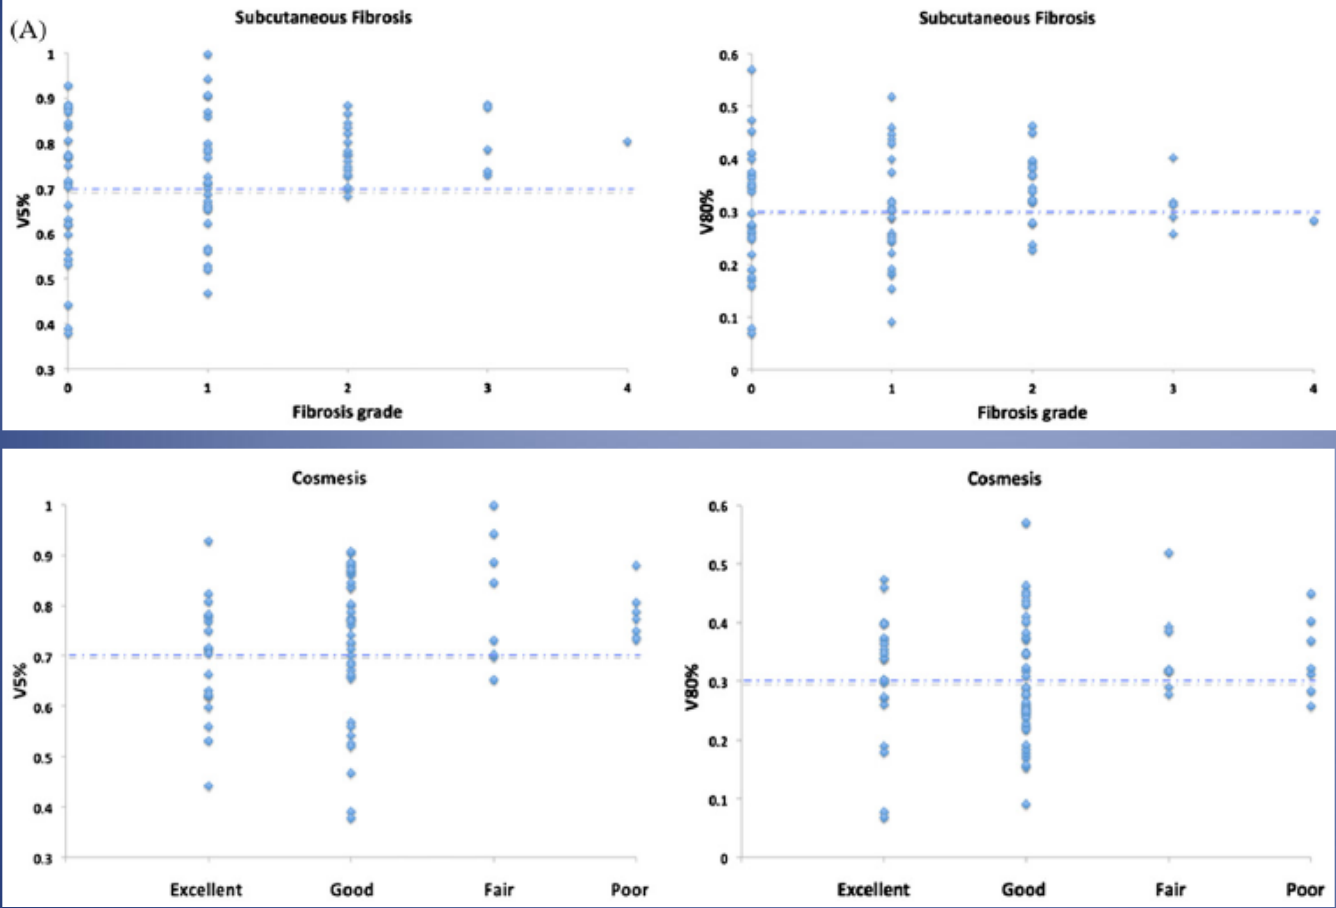 (A)
Subcutaneous Fibrosis
1
0.9
0.8
0.7
0.6
0.5
0.4
0.3
V5%
0 1 2 3 4
Fibrosis grade
Subcutaneous Fibrosis
0.6
0.5
0.4
0.3
0.2
0.1
0
V80%
0 1 2 3 4
Fibrosis grade
Cosmesis
1
0.9
0.8
0.7
0.6
0.5
0.4
0.3
V5%
Excellent Good Fair Poor
Cosmesis
0.6
0.5
0.4
0.3
0.2
0.1
0
V80%
Excellent Good Fair Poor